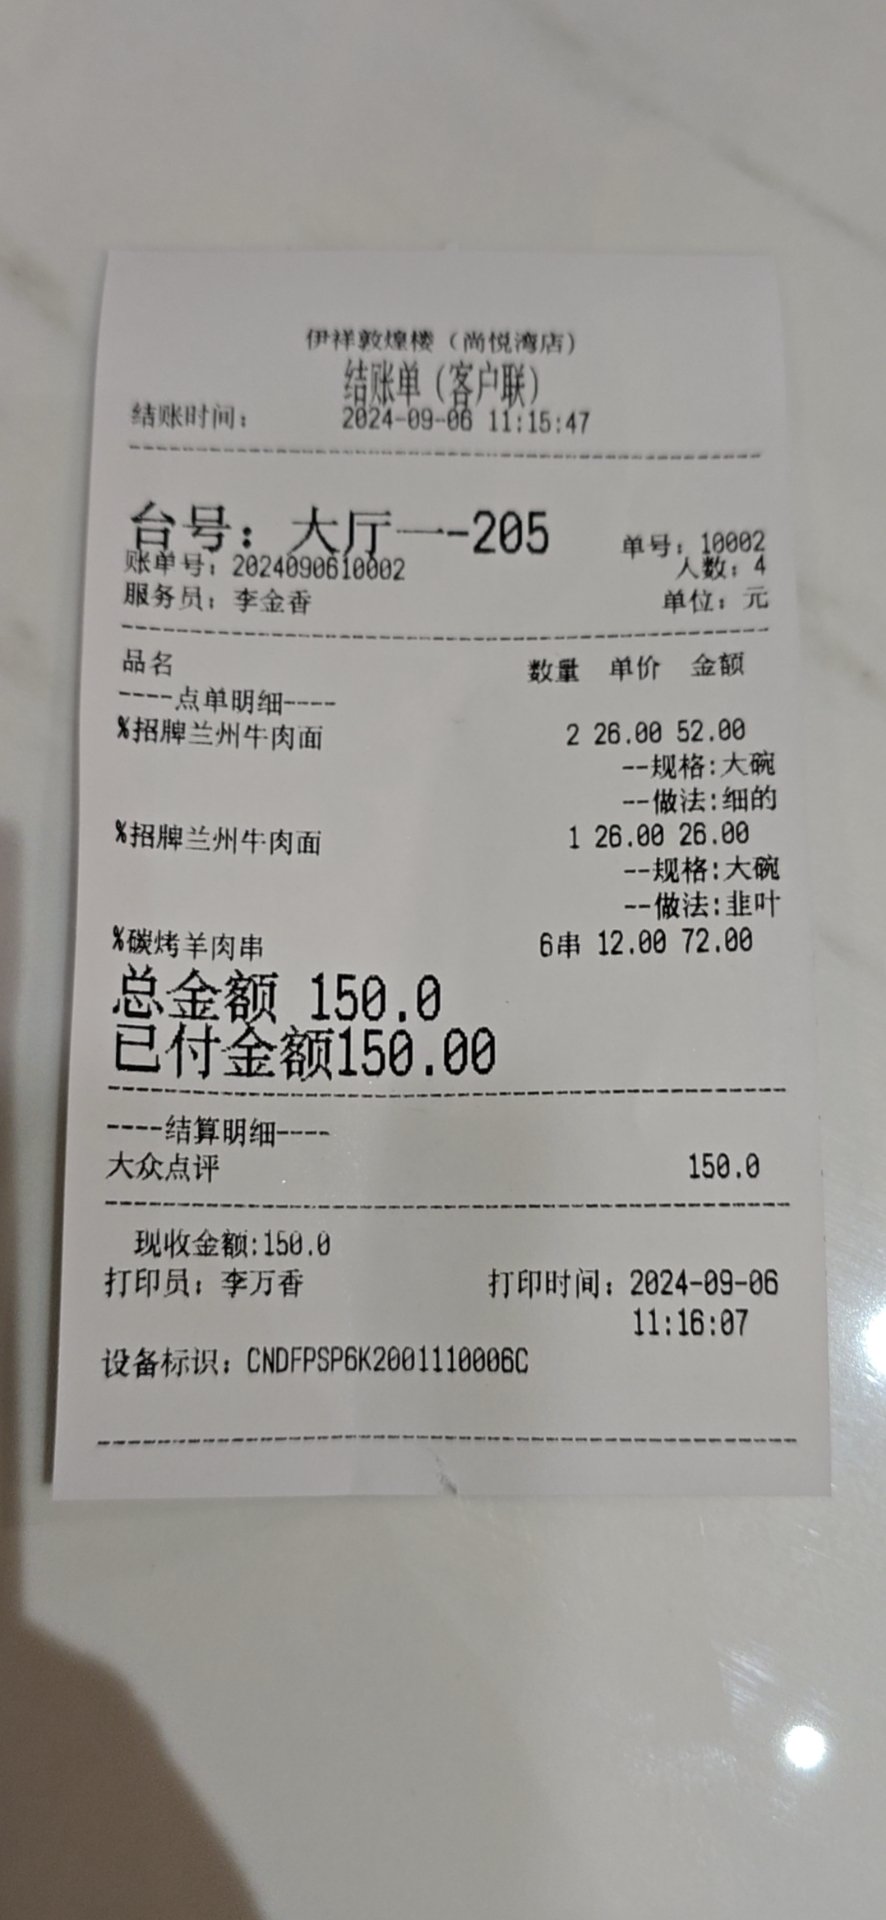 伊祥敦煌楼（尚悦湾店）
结账单（客户联）
结账时间： 2024-09-06 11:15:47
台号：大厅一-205 单号：10002
账单号：2024090610002 人数：4
服务员：李金香 单位：元
品名 数量 单价 金额
----点单明细----
%招牌兰州牛肉面 2 26.00 52.00
--规格:大碗
--做法:细的
%招牌兰州牛肉面 1 26.00 26.00
--规格:大碗
--做法:韭叶
%碳烤羊肉串 6串 12.00 72.00
总金额 150.0
已付金额150.00
----结算明细----
大众点评 150.0
现收金额:150.0
打印员：李万香 打印时间：2024-09-06
11:16:07
设备标识：CNDFPSP6K2001110006C